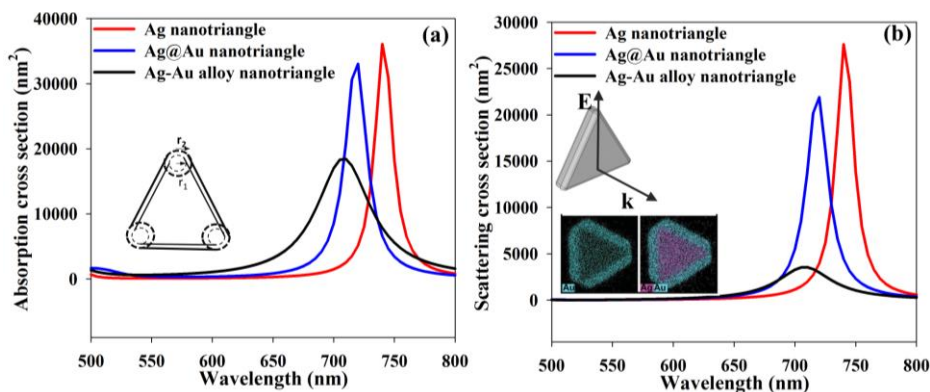 40000
30000
20000
10000
0
500
550
600
650
700
750
800
Absorption cross section (nm²)
Wavelength (nm)
Ag nanotriangle
Ag@Au nanotriangle
Ag-Au alloy nanotriangle
(a)
r₂
r₁
30000
25000
20000
15000
10000
5000
0
500
550
600
650
700
750
800
Scattering cross section (nm²)
Wavelength (nm)
Ag nanotriangle
Ag@Au nanotriangle
Ag-Au alloy nanotriangle
(b)
E
k
Au
Ag Au